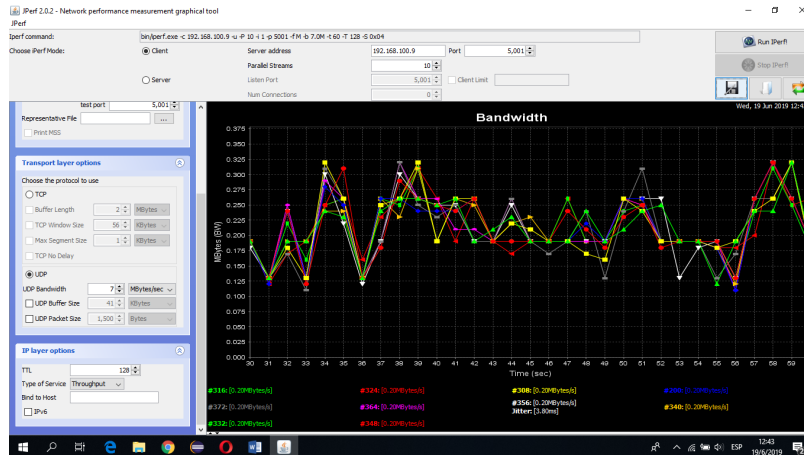 JPerf 2.0.2 - Network performance measurement graphical tool
JPerf
Iperf command:
bin/iperf.exe -c 192.168.100.9 -u -P 10 -i 1 -p 5001 -f M -b 7.0M -t 60 -T 128 -S 0x04
Choose iPerf Mode:
Client
Server address
192.168.100.9
Port
5,001
Parallel Streams
10
Server
Listen Port
5,001
Client Limit
Num Connections
0
Run IPerf!
Stop IPerf!
test port
5,001
Representative File
...
Print MSS
Transport layer options
Choose the protocol to use
TCP
Buffer Length
2
MBytes
TCP Window Size
56
KBytes
Max Segment Size
1
KBytes
TCP No Delay
UDP
UDP Bandwidth
7
MBytes/sec
UDP Buffer Size
41
KBytes
UDP Packet Size
1,500
Bytes
IP layer options
TTL
128
Type of Service
Throughput
Bind to Host
IPv6
Wed, 19 Jun 2019 12:4
Bandwidth
MBytes (BW)
0.375
0.350
0.325
0.300
0.275
0.250
0.225
0.200
0.175
0.150
0.125
0.100
0.075
0.050
0.025
0.000
30 31 32 33 34 35 36 37 38 39 40 41 42 43 44 45 46 47 48 49 50 51 52 53 54 55 56 57 58 59
Time (sec)
#316: [0.20MBytes/s]
#324: [0.20MBytes/s]
#308: [0.20MBytes/s]
[0.20MBytes/s]
#372: [0.20MBytes/s]
#364: [0.20MBytes/s]
#356: [0.20MBytes/s]
Jitter: [3.80ms]
#340: [0.20MBytes/s]
#332: [0.20MBytes/s]
#348: [0.20MBytes/s]
ESP
12:43
19/6/2019